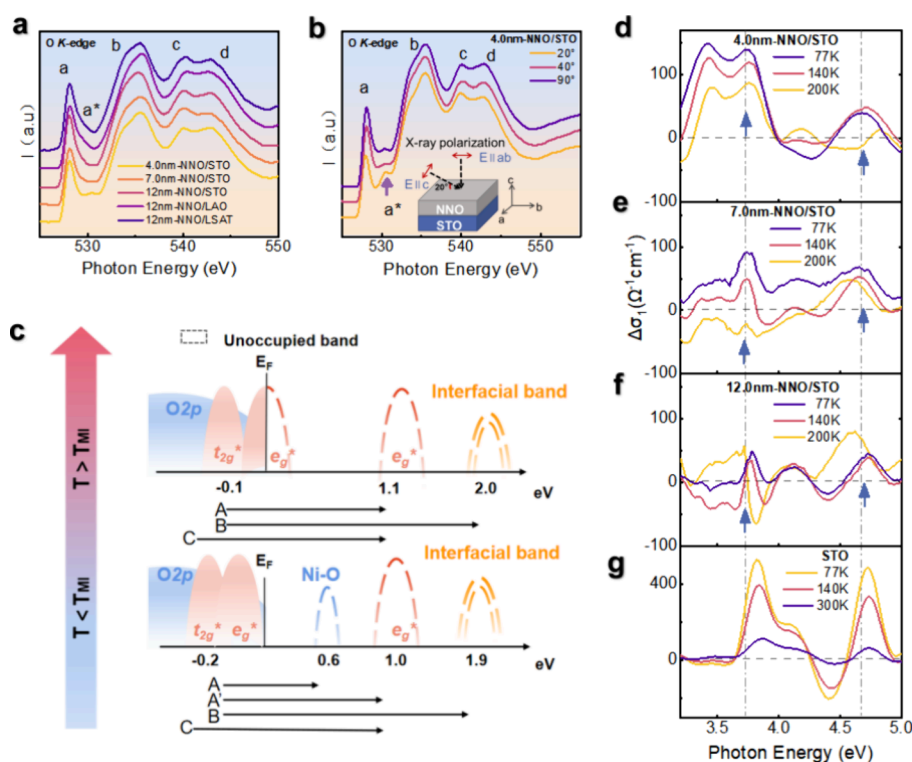 a
O K-edge
a
b
c
d
a*
4.0nm-NNO/STO
7.0nm-NNO/STO
12nm-NNO/STO
12nm-NNO/LAO
12nm-NNO/LSAT
I (a.u)
530
540
550
Photon Energy (eV)
b
O K-edge
4.0nm-NNO/STO
20°
40°
90°
a
b
c
d
a*
X-ray polarization
E∥ab
E∥c
20°
NNO
STO
c
b
a
I (a.u)
530
540
550
Photon Energy (eV)
c
T > TMI
T < TMI
Unoccupied band
EF
O2p
t2g*
eg*
eg*
Interfacial band
-0.1
1.1
2.0
eV
A
B
C
EF
O2p
t2g*
eg*
Ni-O
eg*
Interfacial band
-0.2
0.6
1.0
1.9
eV
A
A'
B
C
d
4.0nm-NNO/STO
77K
140K
200K
100
0
-100
e
7.0nm-NNO/STO
77K
140K
200K
100
0
-100
Δσ1(Ω-1cm-1)
f
12.0nm-NNO/STO
77K
140K
200K
100
0
-100
g
STO
77K
140K
300K
400
0
3.5
4.0
4.5
5.0
Photon Energy (eV)